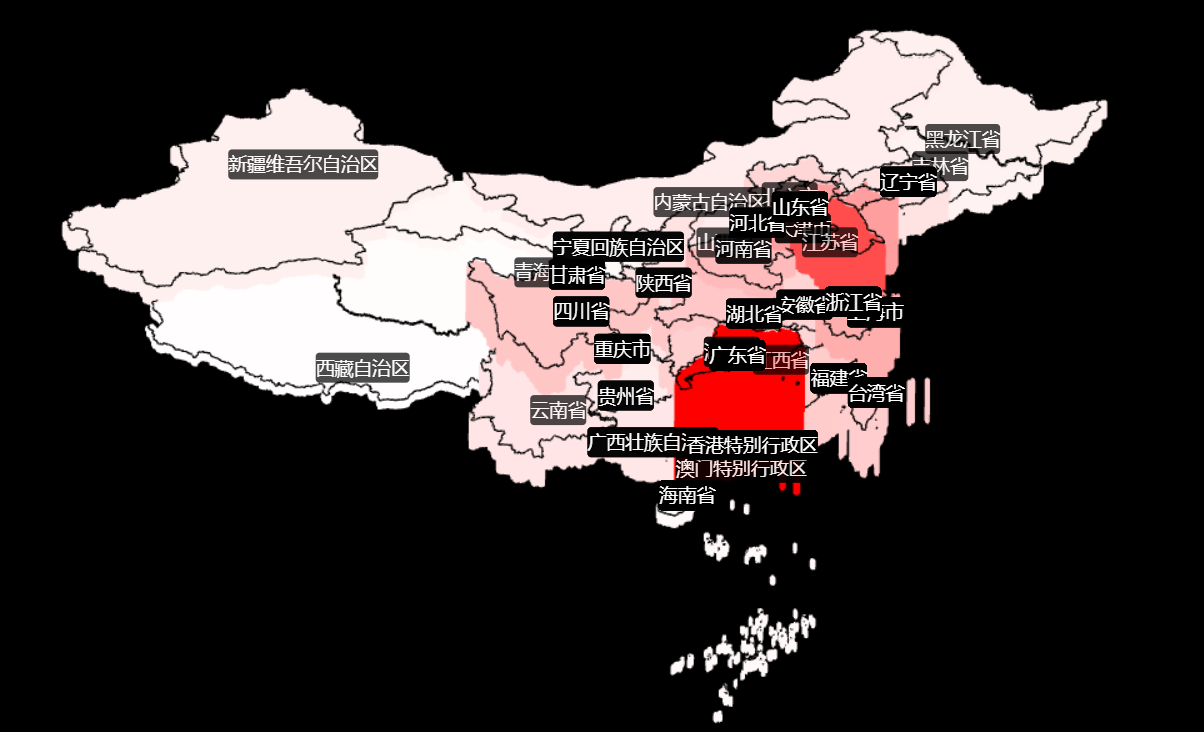 黑龙江省
新疆维吾尔自治区
吉林省
辽宁省
内蒙古自治区
山东省
河北省
江苏省
河南省
宁夏回族自治区
青海
甘肃省
陕西省
四川省
湖北省
安徽省
浙江省
重庆市
广东省
江西省
西藏自治区
福建省
台湾省
贵州省
云南省
广西壮族自治
香港特别行政区
澳门特别行政区
海南省